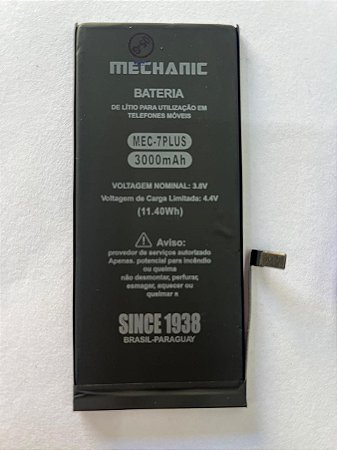 MECHANIC
BATERIA
DE LÍTIO PARA UTILIZAÇÃO EM
TELEFONES MÓVEIS
MEC-7PLUS
3000mAh
VOLTAGEM NOMINAL: 3.8V
Voltagem de Carga Limitada: 4.4V
(11.40Wh)
Aviso:
provedor de serviços autorizado
Apenas. potencial para incêndio
ou queima
não desmontar, perfurar,
esmagar, aquecer ou
queimar a
SINCE 1938
BRASIL-PARAGUAY